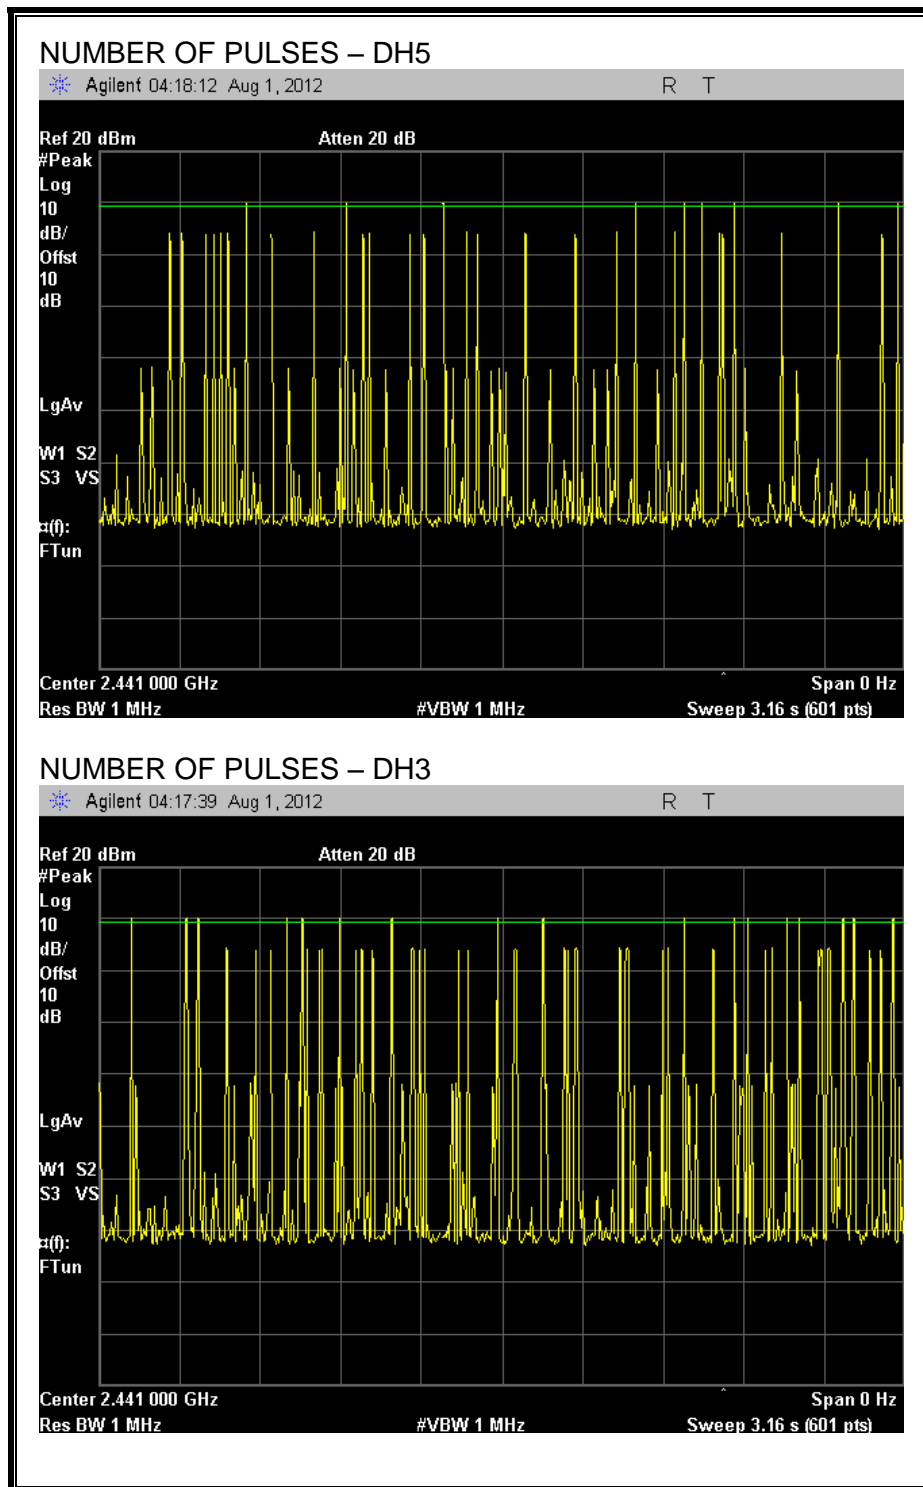 NUMBER OF PULSES – DH5
Agilent 04:18:12 Aug 1, 2012 R T
Ref 20 dBm Atten 20 dB
#Peak
Log
10
dB/
Offst
10
dB
LgAv
W1 S2
S3 VS
¤(f):
FTun
Center 2.441 000 GHz Span 0 Hz
Res BW 1 MHz #VBW 1 MHz Sweep 3.16 s (601 pts)
NUMBER OF PULSES – DH3
Agilent 04:17:39 Aug 1, 2012 R T
Ref 20 dBm Atten 20 dB
#Peak
Log
10
dB/
Offst
10
dB
LgAv
W1 S2
S3 VS
¤(f):
FTun
Center 2.441 000 GHz Span 0 Hz
Res BW 1 MHz #VBW 1 MHz Sweep 3.16 s (601 pts)